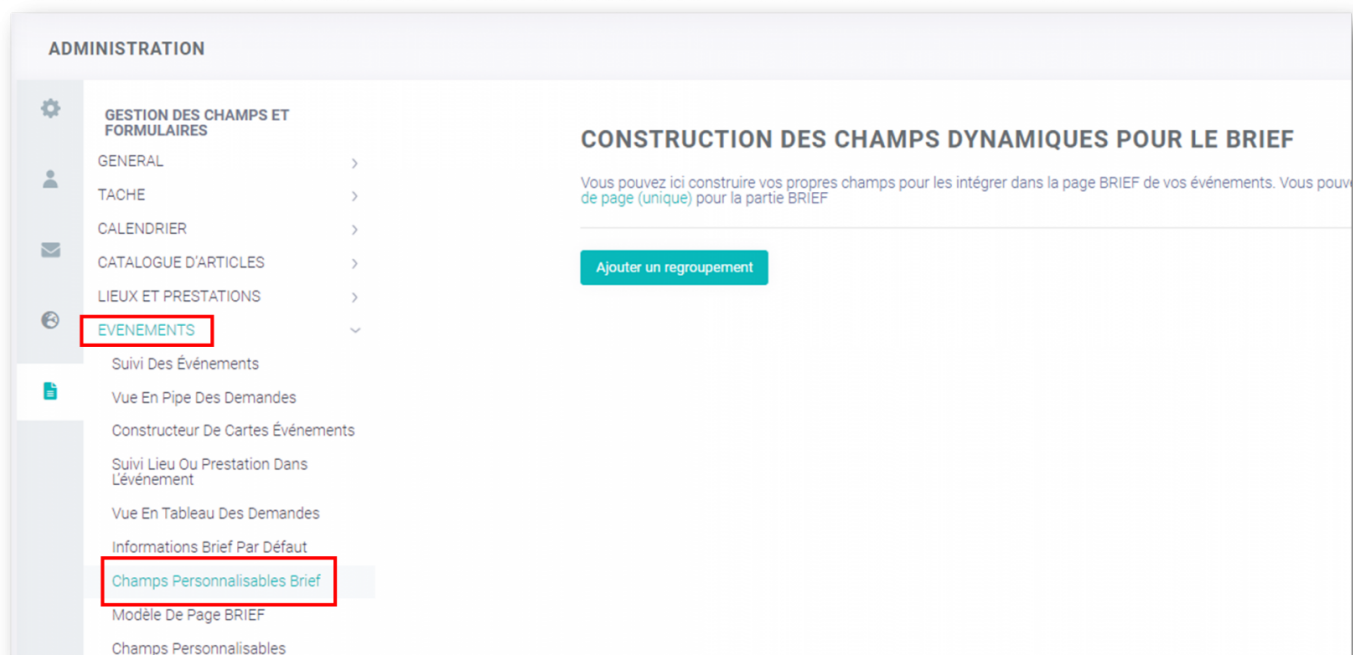 ADMINISTRATION
GESTION DES CHAMPS ET
FORMULAIRES
GENERAL
TACHE
CALENDRIER
CATALOGUE D'ARTICLES
LIEUX ET PRESTATIONS
EVENEMENTS
Suivi Des Événements
Vue En Pipe Des Demandes
Constructeur De Cartes Événements
Suivi Lieu Ou Prestation Dans
L'événement
Vue En Tableau Des Demandes
Informations Brief Par Défaut
Champs Personnalisables Brief
Modèle De Page BRIEF
Champs Personnalisables
CONSTRUCTION DES CHAMPS DYNAMIQUES POUR LE BRIEF
Vous pouvez ici construire vos propres champs pour les intégrer dans la page BRIEF de vos événements. Vous
de page (unique) pour la partie BRIEF
Ajouter un regroupement